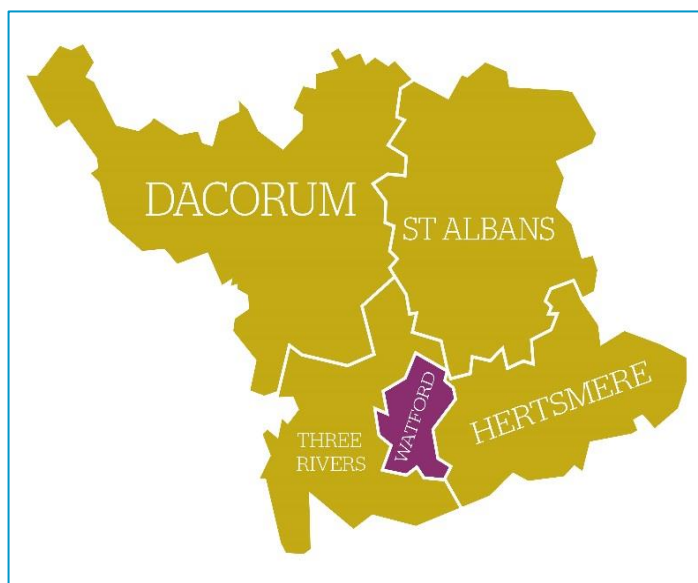 DACORUM
ST ALBANS
WATFORD
HERTSMERE
THREE
RIVERS